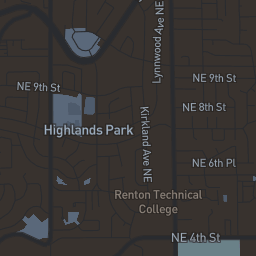 Lynnwood Ave NE
NE 9th St
NE 9th St
NE 8th St
Highlands Park
Kirkland Ave NE
NE 6th Pl
Renton Technical
College
NE 4th St